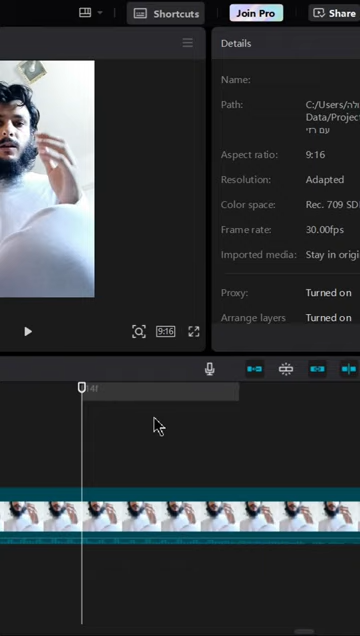 Shortcuts
Join Pro
Share
Details
Name:
Path: C:/Users/
Data/Project
עם רזי
Aspect ratio: 9:16
Resolution: Adapted
Color space: Rec. 709 SD
Frame rate: 30.00fps
Imported media: Stay in origi
Proxy: Turned on
Arrange layers Turned on
9:16
14f